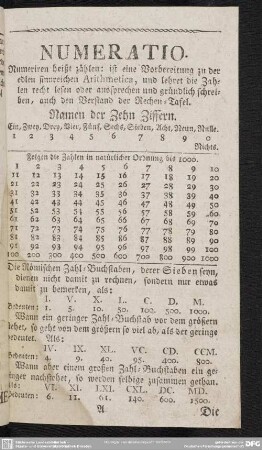 NUMERATIO.
Numeriren heißt zählen: ist eine Vorbereitung zu der
edlen sinnreichen Arithmetica, und lehret die Zah-
len recht lesen oder aussprechen und gründlich schrei-
ben, auch den Verstand der Rechen-Tafel.
Namen der Zehn Ziffern.
Ein, Zwey, Drey, Vier, Fünf, Sechs, Sieben, Acht, Neun, Nulle.
1 2 3 4 5 6 7 8 9 0
Nichts.
Folgen die Zahlen in natürlicher Ordnung bis 1000.
1 2 3 4 5 6 7 8 9 10
11 12 13 14 15 16 17 18 19 20
21 22 23 24 25 26 27 28 29 30
31 32 33 34 35 36 37 38 39 40
41 42 43 44 45 46 47 48 49 50
51 52 53 54 55 56 57 58 59 60.
61 62 63 64 65 66 67 68 69 70
71 72 73 74 75 76 77 78 79 80
81 82 83 84 85 86 87 88 89 90
91 92 93 94 95 96 97 98 99 100
100 200 300 400 500 600 700 800 900 1000
Die Römischen Zahl-Buchstaben, derer Sieben seyn,
dienen nicht damit zu rechnen, sondern nur etwas
damit zu bemerken, als:
I. V. X. L. C. D. M.
Bedeuten: 1. 5. 10. 50. 100. 500. 1000.
Wann ein geringer Zahl-Buchstab vor dem größern
stehet, so geht von dem größern so viel ab, als der geringe
bedeutet. Als:
IV. IX. XL. VC. CD. CCM.
Bedeuten: 4. 9. 40. 95. 400. 800.
Wann aber einem großen Zahl-Buchstaben ein ge-
ringer nachstehet, so werden selbige zusammen gethan.
Als: VI. XI. LXI. CXL. DC. MD.
Bedeuten: 6. 11. 61. 140. 600. 1500.
A Die